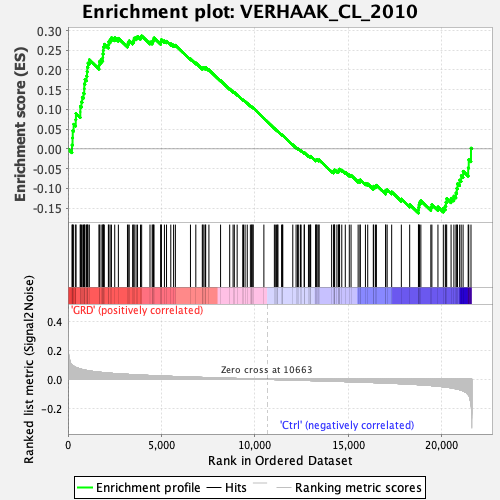 Enrichment plot: VERHAAK_CL_2010
Enrichment score (ES)
0.30
0.25
0.20
0.15
0.10
0.05
0.00
-0.05
-0.10
-0.15
'GRD' (positively correlated)
Ranked list metric (Signal2Noise)
0.4
0.2
0.0
-0.2
Zero cross at 10663
'Ctrl' (negatively correlated)
0
5,000
10,000
15,000
20,000
Rank in Ordered Dataset
Enrichment profile
Hits
Ranking metric scores